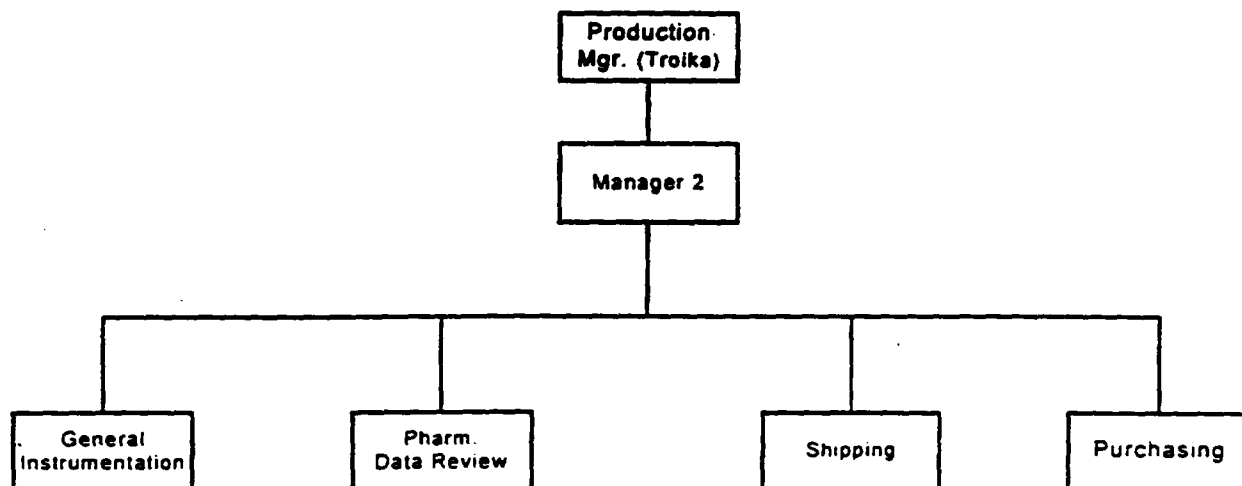 Production
Mgr. (Troika)
Manager 2
General
Instrumentation
Pharm.
Data Review
Shipping
Purchasing